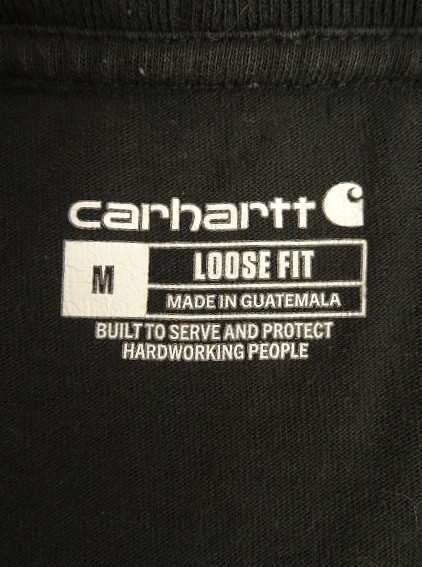 carhartt
M
LOOSE FIT
MADE IN GUATEMALA
BUILT TO SERVE AND PROTECT
HARDWORKING PEOPLE